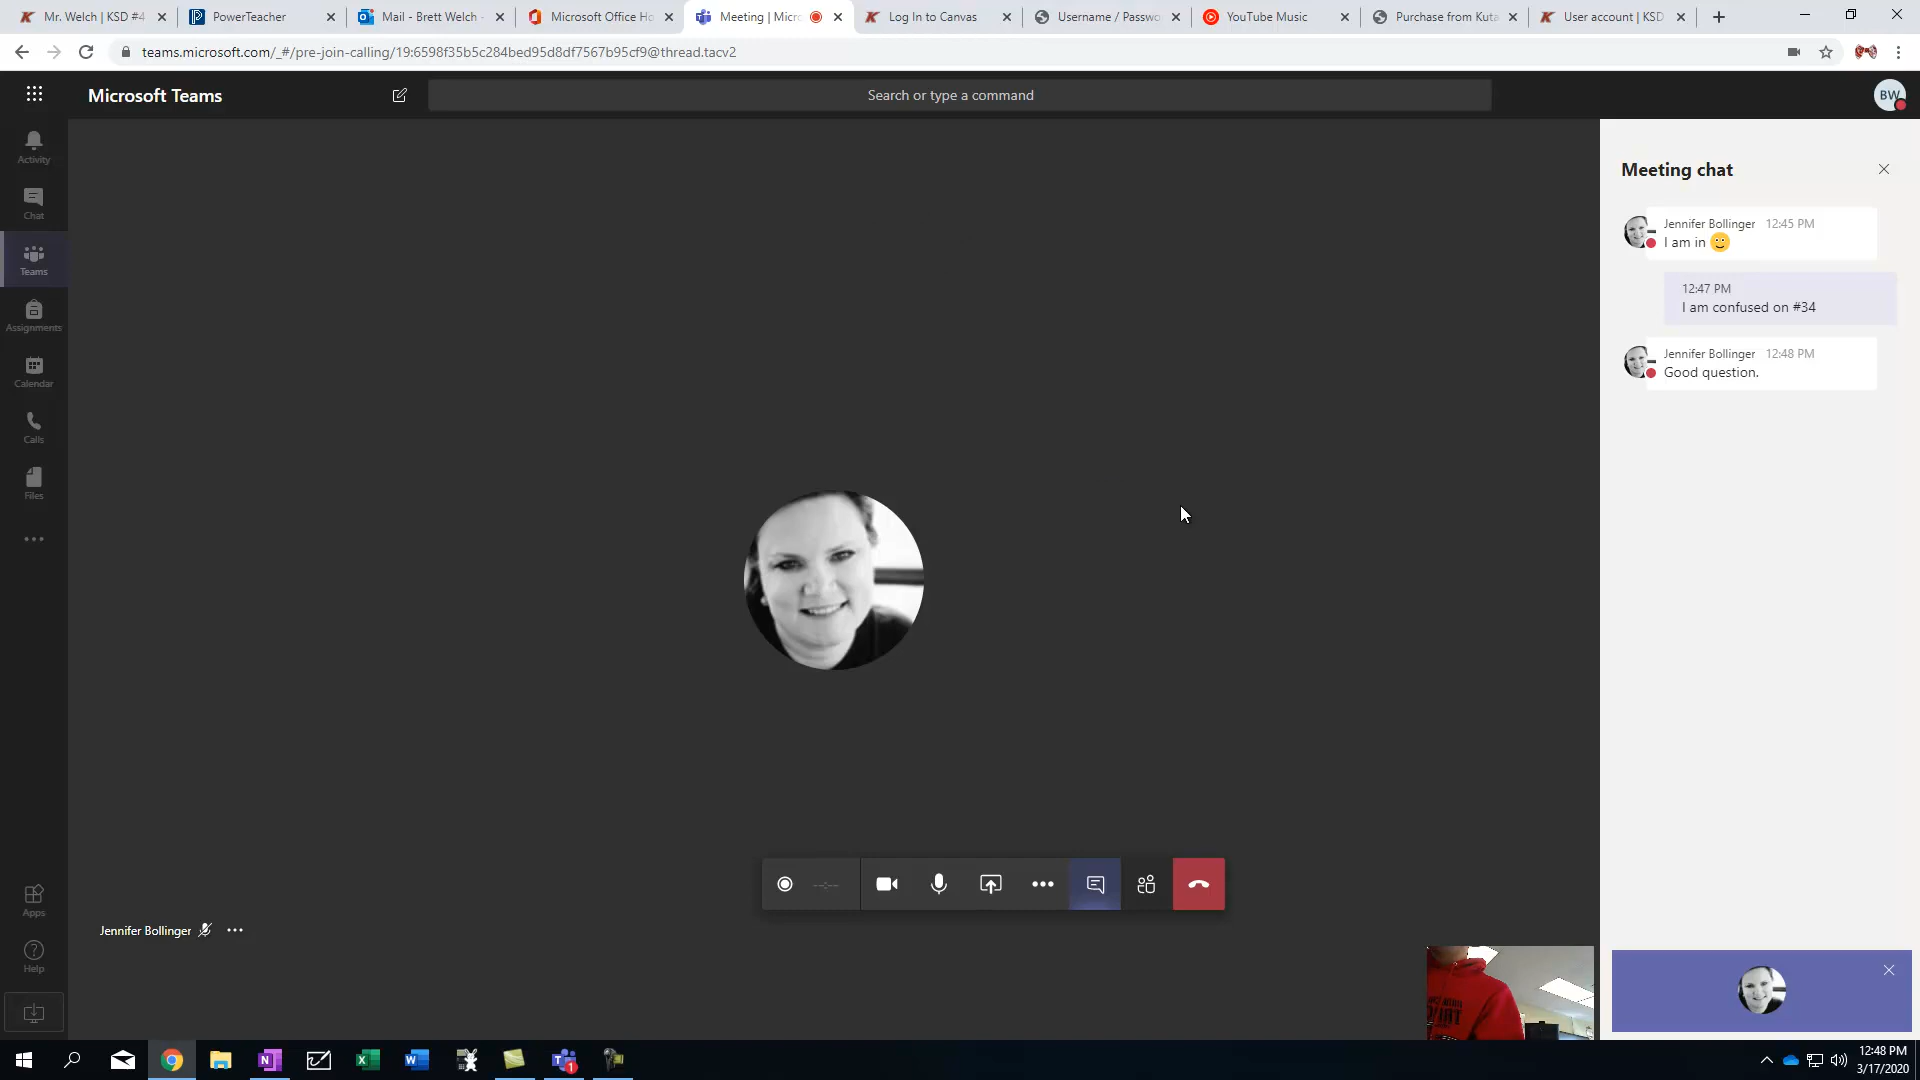 Mr. Welch | KSD #4
PowerTeacher
Mail - Brett Welch -
Microsoft Office Ho
Meeting | Micro
Log In to Canvas
Username / Passwo
YouTube Music
Purchase from Kuta
User account | KSD
teams.microsoft.com/_#/pre-join-calling/19:6598f35b5c284bed95d8df7567b95cf9@thread.tacv2
Microsoft Teams
Search or type a command
BW
Activity
Chat
Teams
Assignments
Calendar
Calls
Files
Apps
Help
Meeting chat
Jennifer Bollinger 12:45 PM
I am in
12:47 PM
I am confused on #34
Jennifer Bollinger 12:48 PM
Good question.
--:--
Jennifer Bollinger
12:48 PM
3/17/2020